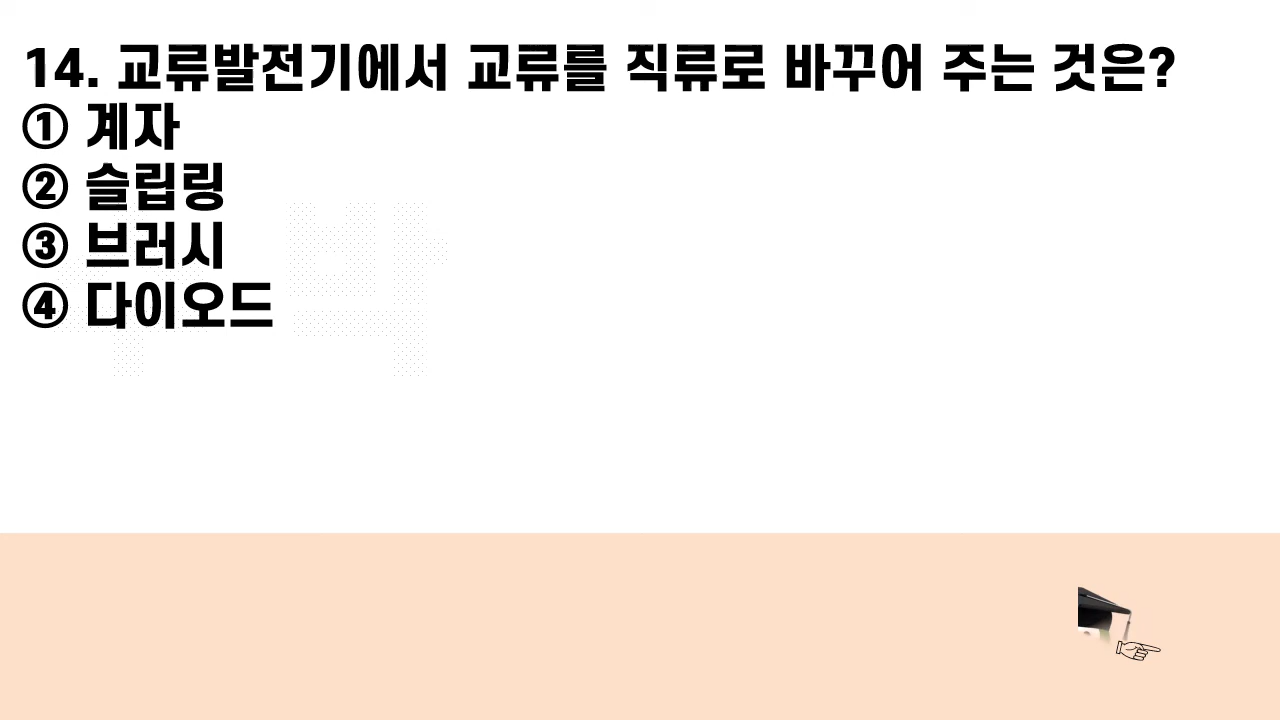 14. 교류발전기에서 교류를 직류로 바꾸어 주는 것은?
① 계자
② 슬립링
③ 브러시
④ 다이오드